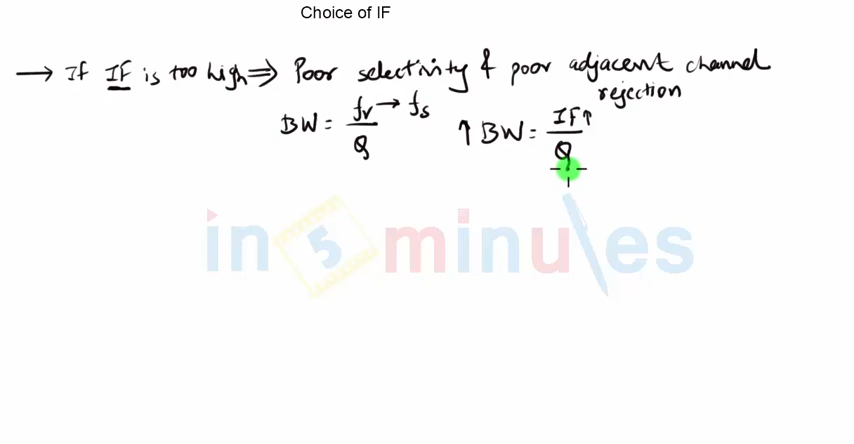 Choice of IF
→ If IF is too high ⇒ Poor selectivity & poor adjacent channel
rejection
BW = fr/Q → fs ↑ BW = IF↑/Q
in 5 minutes